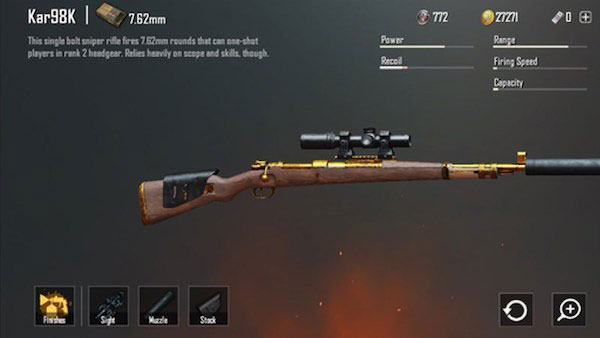 Kar98K 7.62mm 772 27271 0
This single bolt sniper rifle fires 7.62mm rounds that can one-shot
players in rank 2 headgear. Relies heavily on scope and skills, though.
Power Range
Recoil Firing Speed
Capacity
Finishes Sight Muzzle Stock